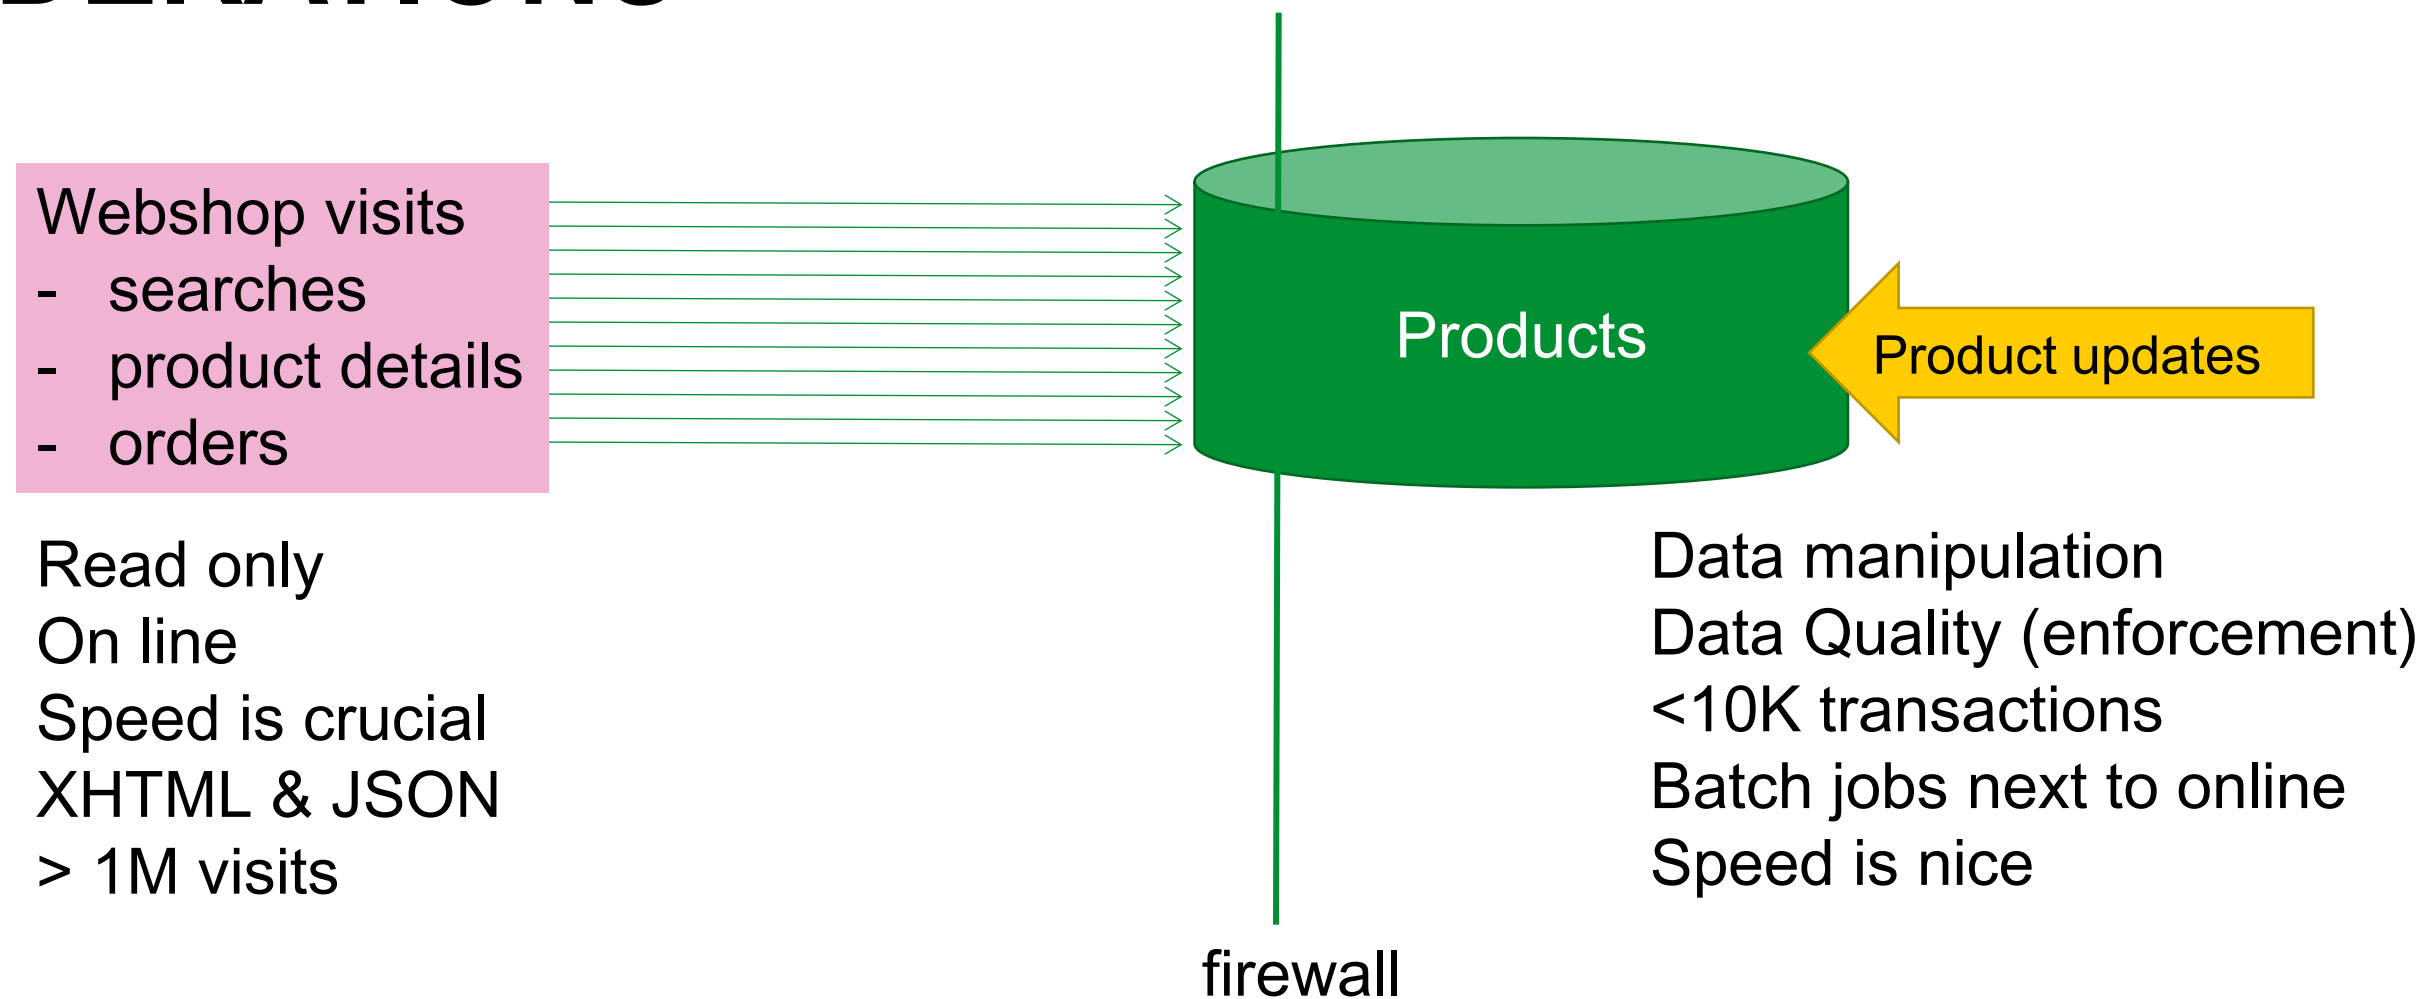 Webshop visits
- searches
- product details
- orders
Products
Product updates
Read only
On line
Speed is crucial
XHTML & JSON
> 1M visits
Data manipulation
Data Quality (enforcement)
<10K transactions
Batch jobs next to online
Speed is nice
firewall